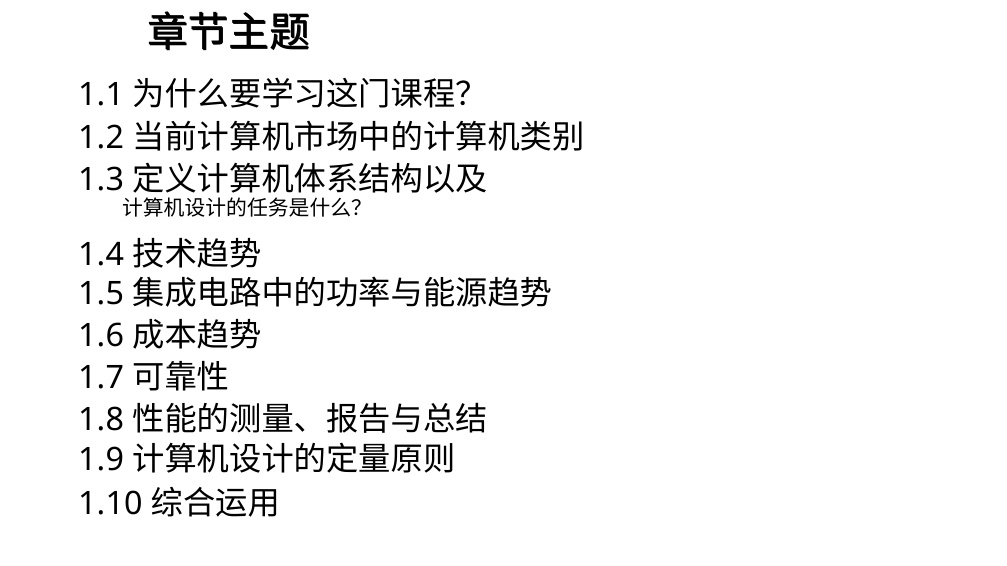 章节主题
1.1 为什么要学习这门课程？
1.2 当前计算机市场中的计算机类别
1.3 定义计算机体系结构以及
计算机设计的任务是什么？
1.4 技术趋势
1.5 集成电路中的功率与能源趋势
1.6 成本趋势
1.7 可靠性
1.8 性能的测量、报告与总结
1.9 计算机设计的定量原则
1.10 综合运用